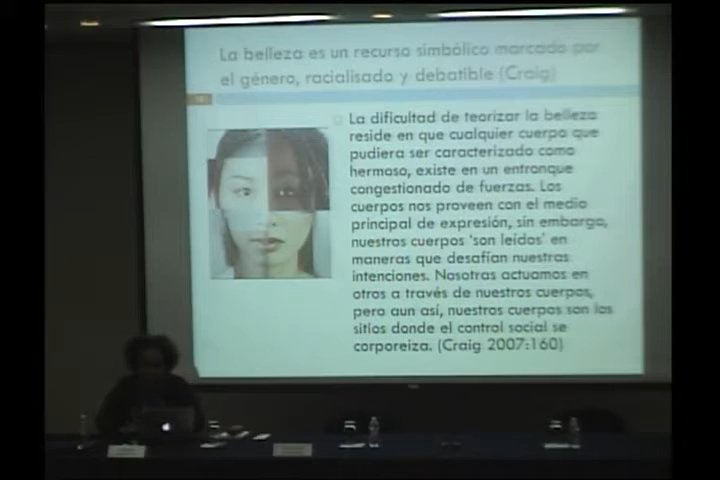 La belleza es un recurso simbólico marcado por
el género, racialisado y debatible (Craig)
La dificultad de teorizar la belleza
reside en que cualquier cuerpo que
pudiera ser caracterizado como
hermoso, existe en un entronque
congestionado de fuerzas. Los
cuerpos nos proveen con el medio
principal de expresión, sin embargo,
nuestros cuerpos 'son leídos' en
maneras que desafían nuestras
intenciones. Nosotras actuamos en
otros a través de nuestros cuerpos,
pero aun así, nuestros cuerpos son los
sitios donde el control social se
corporeiza. (Craig 2007:160)